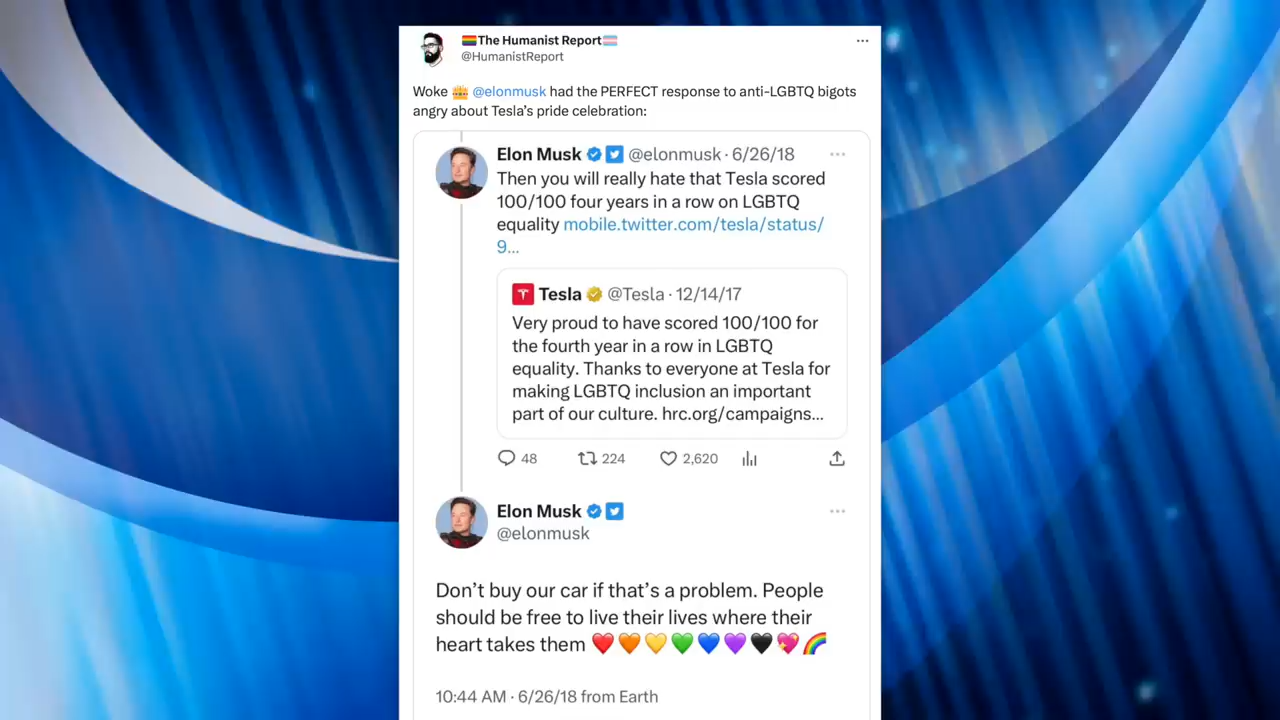 🏳️‍🌈The Humanist Report🏳️‍⚧️
@HumanistReport
Woke 👑 @elonmusk had the PERFECT response to anti-LGBTQ bigots
angry about Tesla’s pride celebration:
Elon Musk @elonmusk · 6/26/18
Then you will really hate that Tesla scored
100/100 four years in a row on LGBTQ
equality mobile.twitter.com/tesla/status/
9...
Tesla @Tesla · 12/14/17
Very proud to have scored 100/100 for
the fourth year in a row in LGBTQ
equality. Thanks to everyone at Tesla for
making LGBTQ inclusion an important
part of our culture. hrc.org/campaigns...
48 224 2,620
Elon Musk
@elonmusk
Don’t buy our car if that’s a problem. People
should be free to live their lives where their
heart takes them ❤️🧡💛💚💙💜🖤💖🌈
10:44 AM · 6/26/18 from Earth